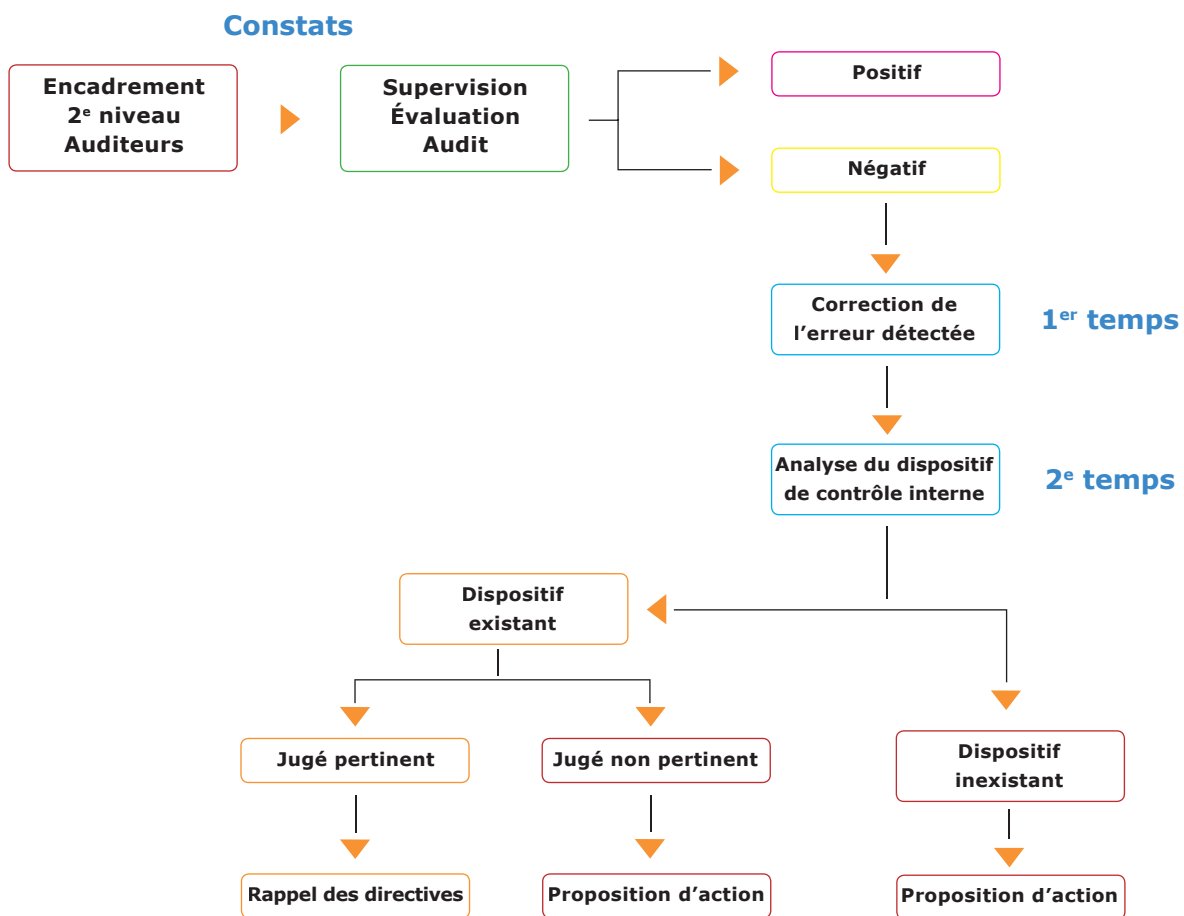 Constats
Encadrement
2e niveau
Auditeurs
Supervision
Évaluation
Audit
Positif
Négatif
Correction de
l'erreur détectée
1er temps
Analyse du dispositif
de contrôle interne
2e temps
Dispositif
existant
Jugé pertinent
Jugé non pertinent
Dispositif
inexistant
Rappel des directives
Proposition d'action
Proposition d'action